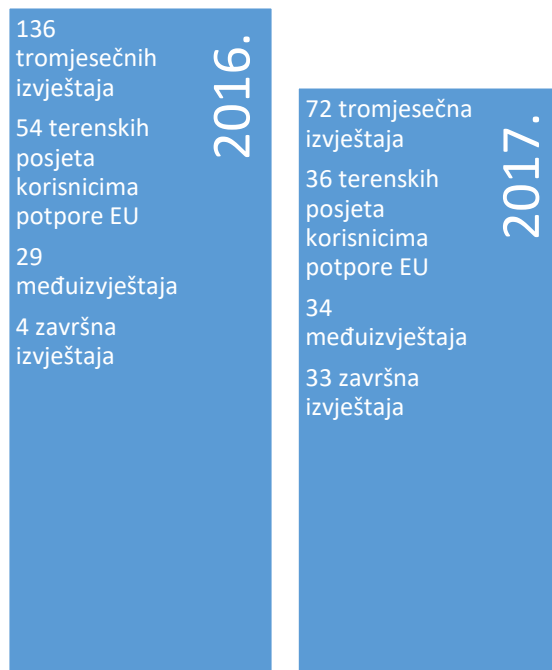 136
tromjesečnih
izvještaja
54 terenskih
posjeta
korisnicima
potpore EU
29
međuizvještaja
4 završna
izvještaja
2016.
72 tromjesečna
izvještaja
36 terenskih
posjeta
korisnicima
potpore EU
34
međuizvještaja
33 završna
izvještaja
2017.